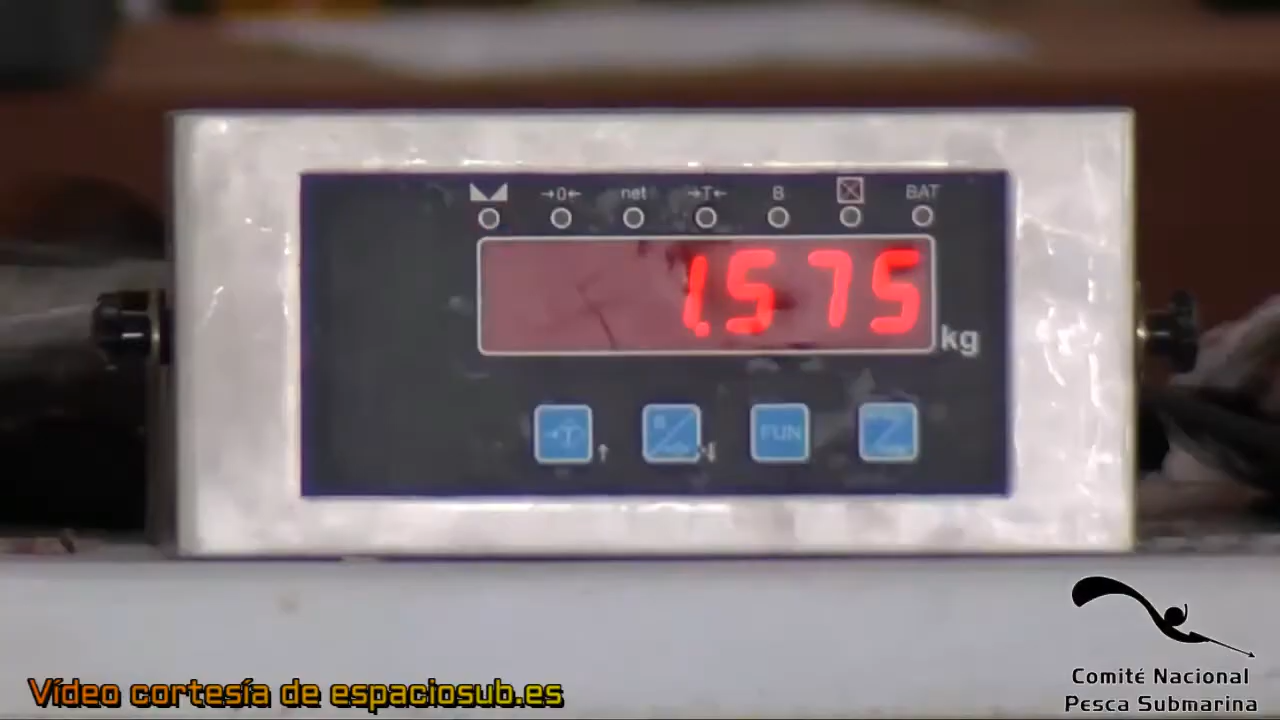 →0← net →T← B BAT
1.575
kg
FUN
Vídeo cortesía de espaciosub.es
Comité Nacional
Pesca Submarina